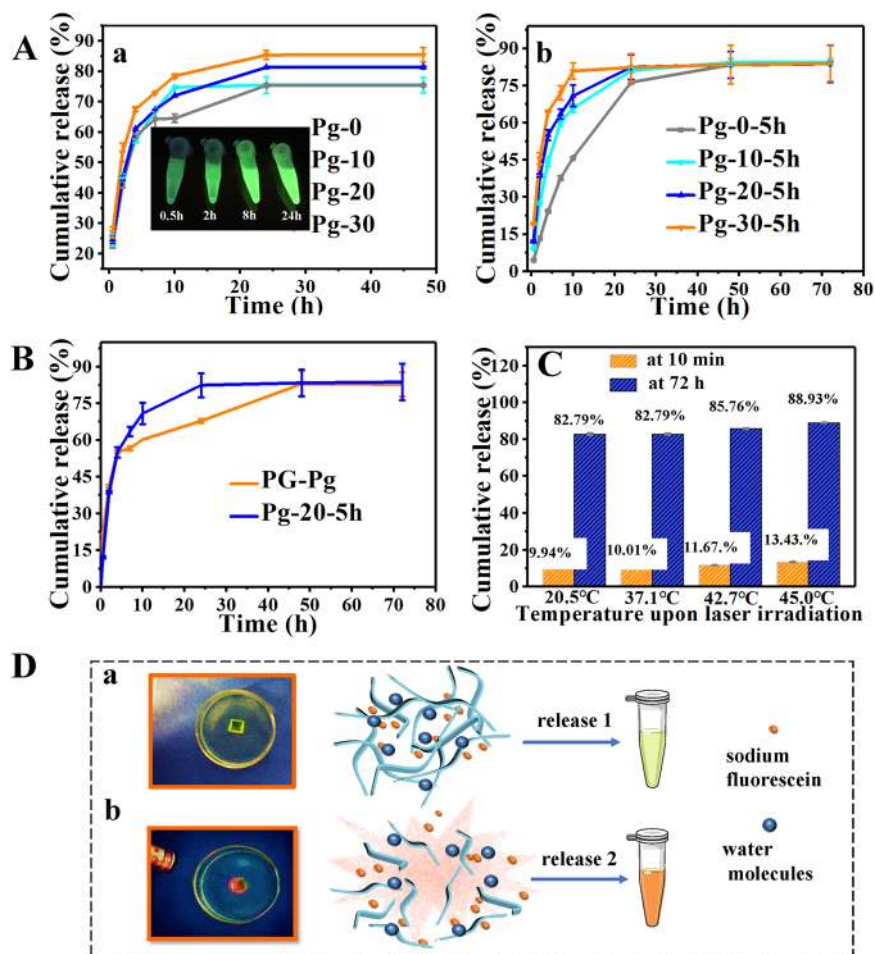 A
a
Cumulative release (%)
90
80
70
60
50
40
30
20
0.5h 2h 8h 24h
Pg-0
Pg-10
Pg-20
Pg-30
0 10 20 30 40 50
Time (h)
b
Cumulative release (%)
90
75
60
45
30
15
0
Pg-0-5h
Pg-10-5h
Pg-20-5h
Pg-30-5h
0 10 20 30 40 50 60 70 80
Time (h)
B
Cumulative release (%)
90
75
60
45
30
15
0
PG-Pg
Pg-20-5h
0 10 20 30 40 50 60 70 80
Time (h)
C
Cumulative release (%)
120
100
80
60
40
20
0
at 10 min
at 72 h
82.79% 82.79% 85.76% 88.93%
9.94% 10.01% 11.67.% 13.43.%
20.5℃ 37.1℃ 42.7℃ 45.0℃
Temperature upon laser irradiation
D
a
release 1
sodium
fluorescein
b
release 2
water
molecules